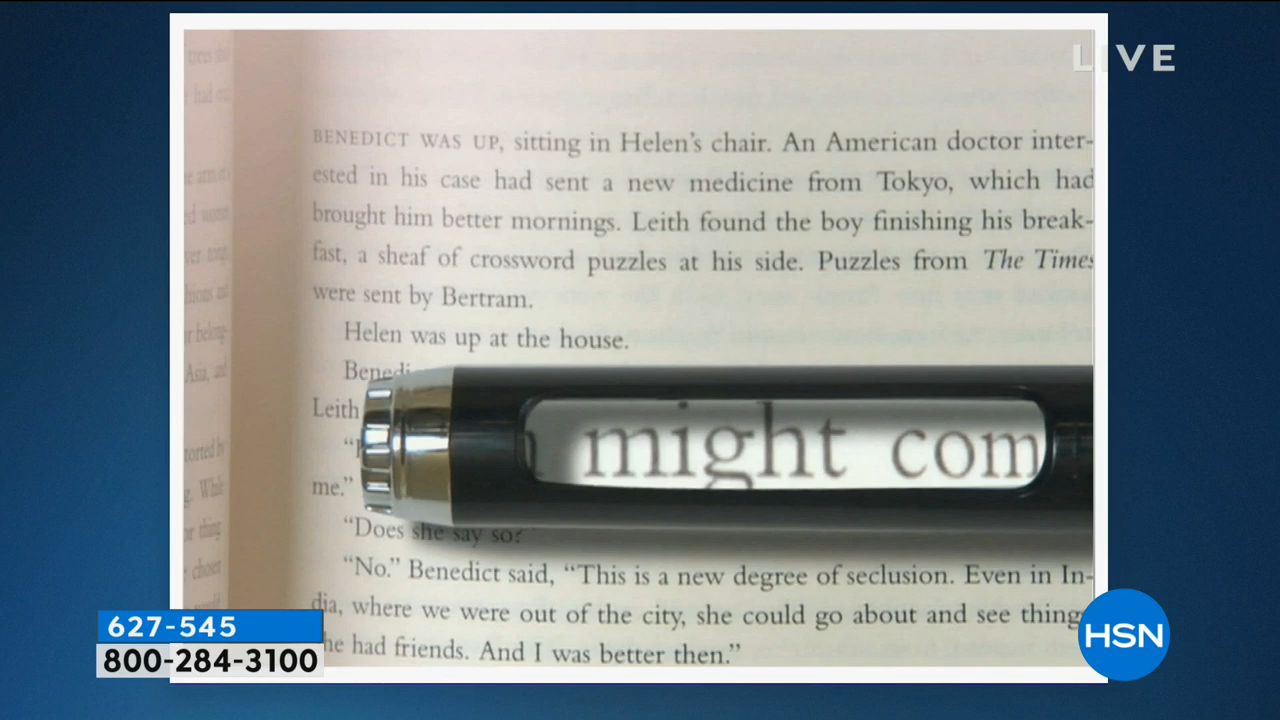 LIVE
BENEDICT WAS UP, sitting in Helen's chair. An American doctor inter-
ested in his case had sent a new medicine from Tokyo, which had
brought him better mornings. Leith found the boy finishing his break-
fast, a sheaf of crossword puzzles at his side. Puzzles from The Times
were sent by Bertram.
Helen was up at the house.
Benedi
Leith
might com
me."
"Does she say so?"
"No." Benedict said, "This is a new degree of seclusion. Even in In-
dia, where we were out of the city, she could go about and see thing
he had friends. And I was better then."
627-545
800-284-3100
HSN